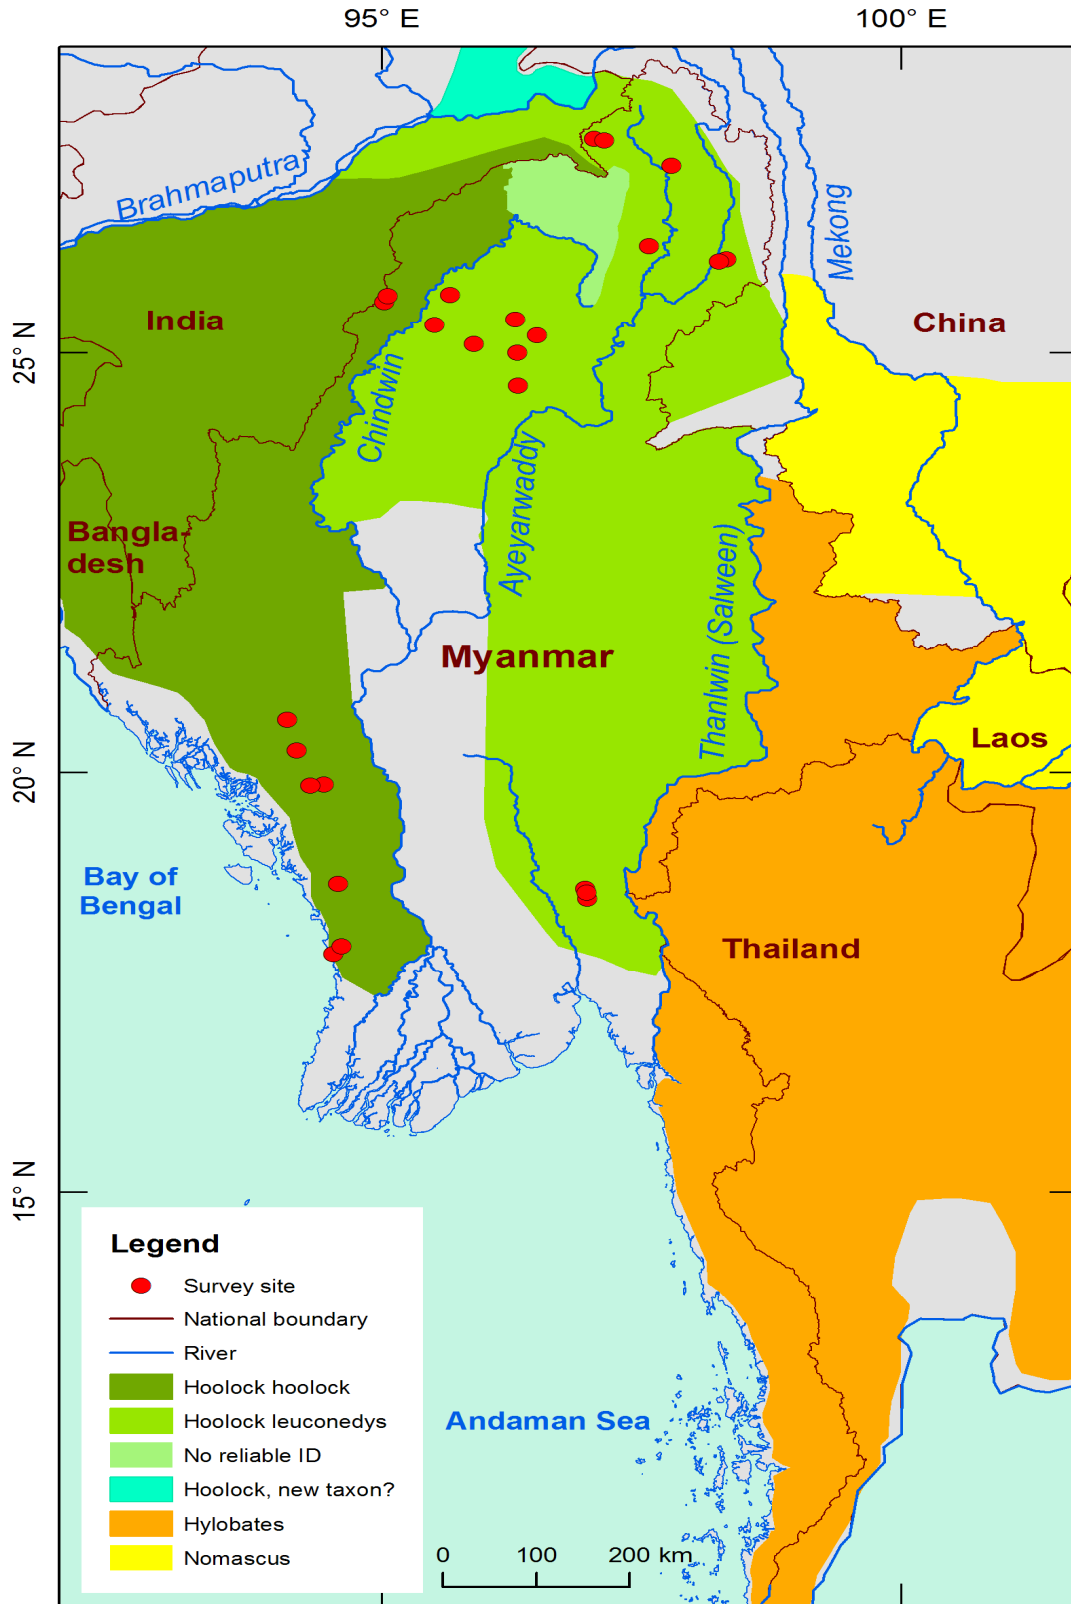 95° E
100° E
Brahmaputra
Mekong
India
China
25° N
Chindwin
Ayeyarwaddy
Bangla-
desh
Thanlwin (Salween)
Myanmar
Laos
20° N
Bay of
Bengal
Thailand
15° N
Andaman Sea
Legend
Survey site
National boundary
River
Hoolock hoolock
Hoolock leuconedys
No reliable ID
Hoolock, new taxon?
Hylobates
Nomascus
0 100 200 km